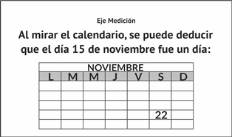 Eje Medición
Al mirar el calendario, se puede deducir
que el día 15 de noviembre fue un día:
NOVIEMBRE
L M M J V S D
22